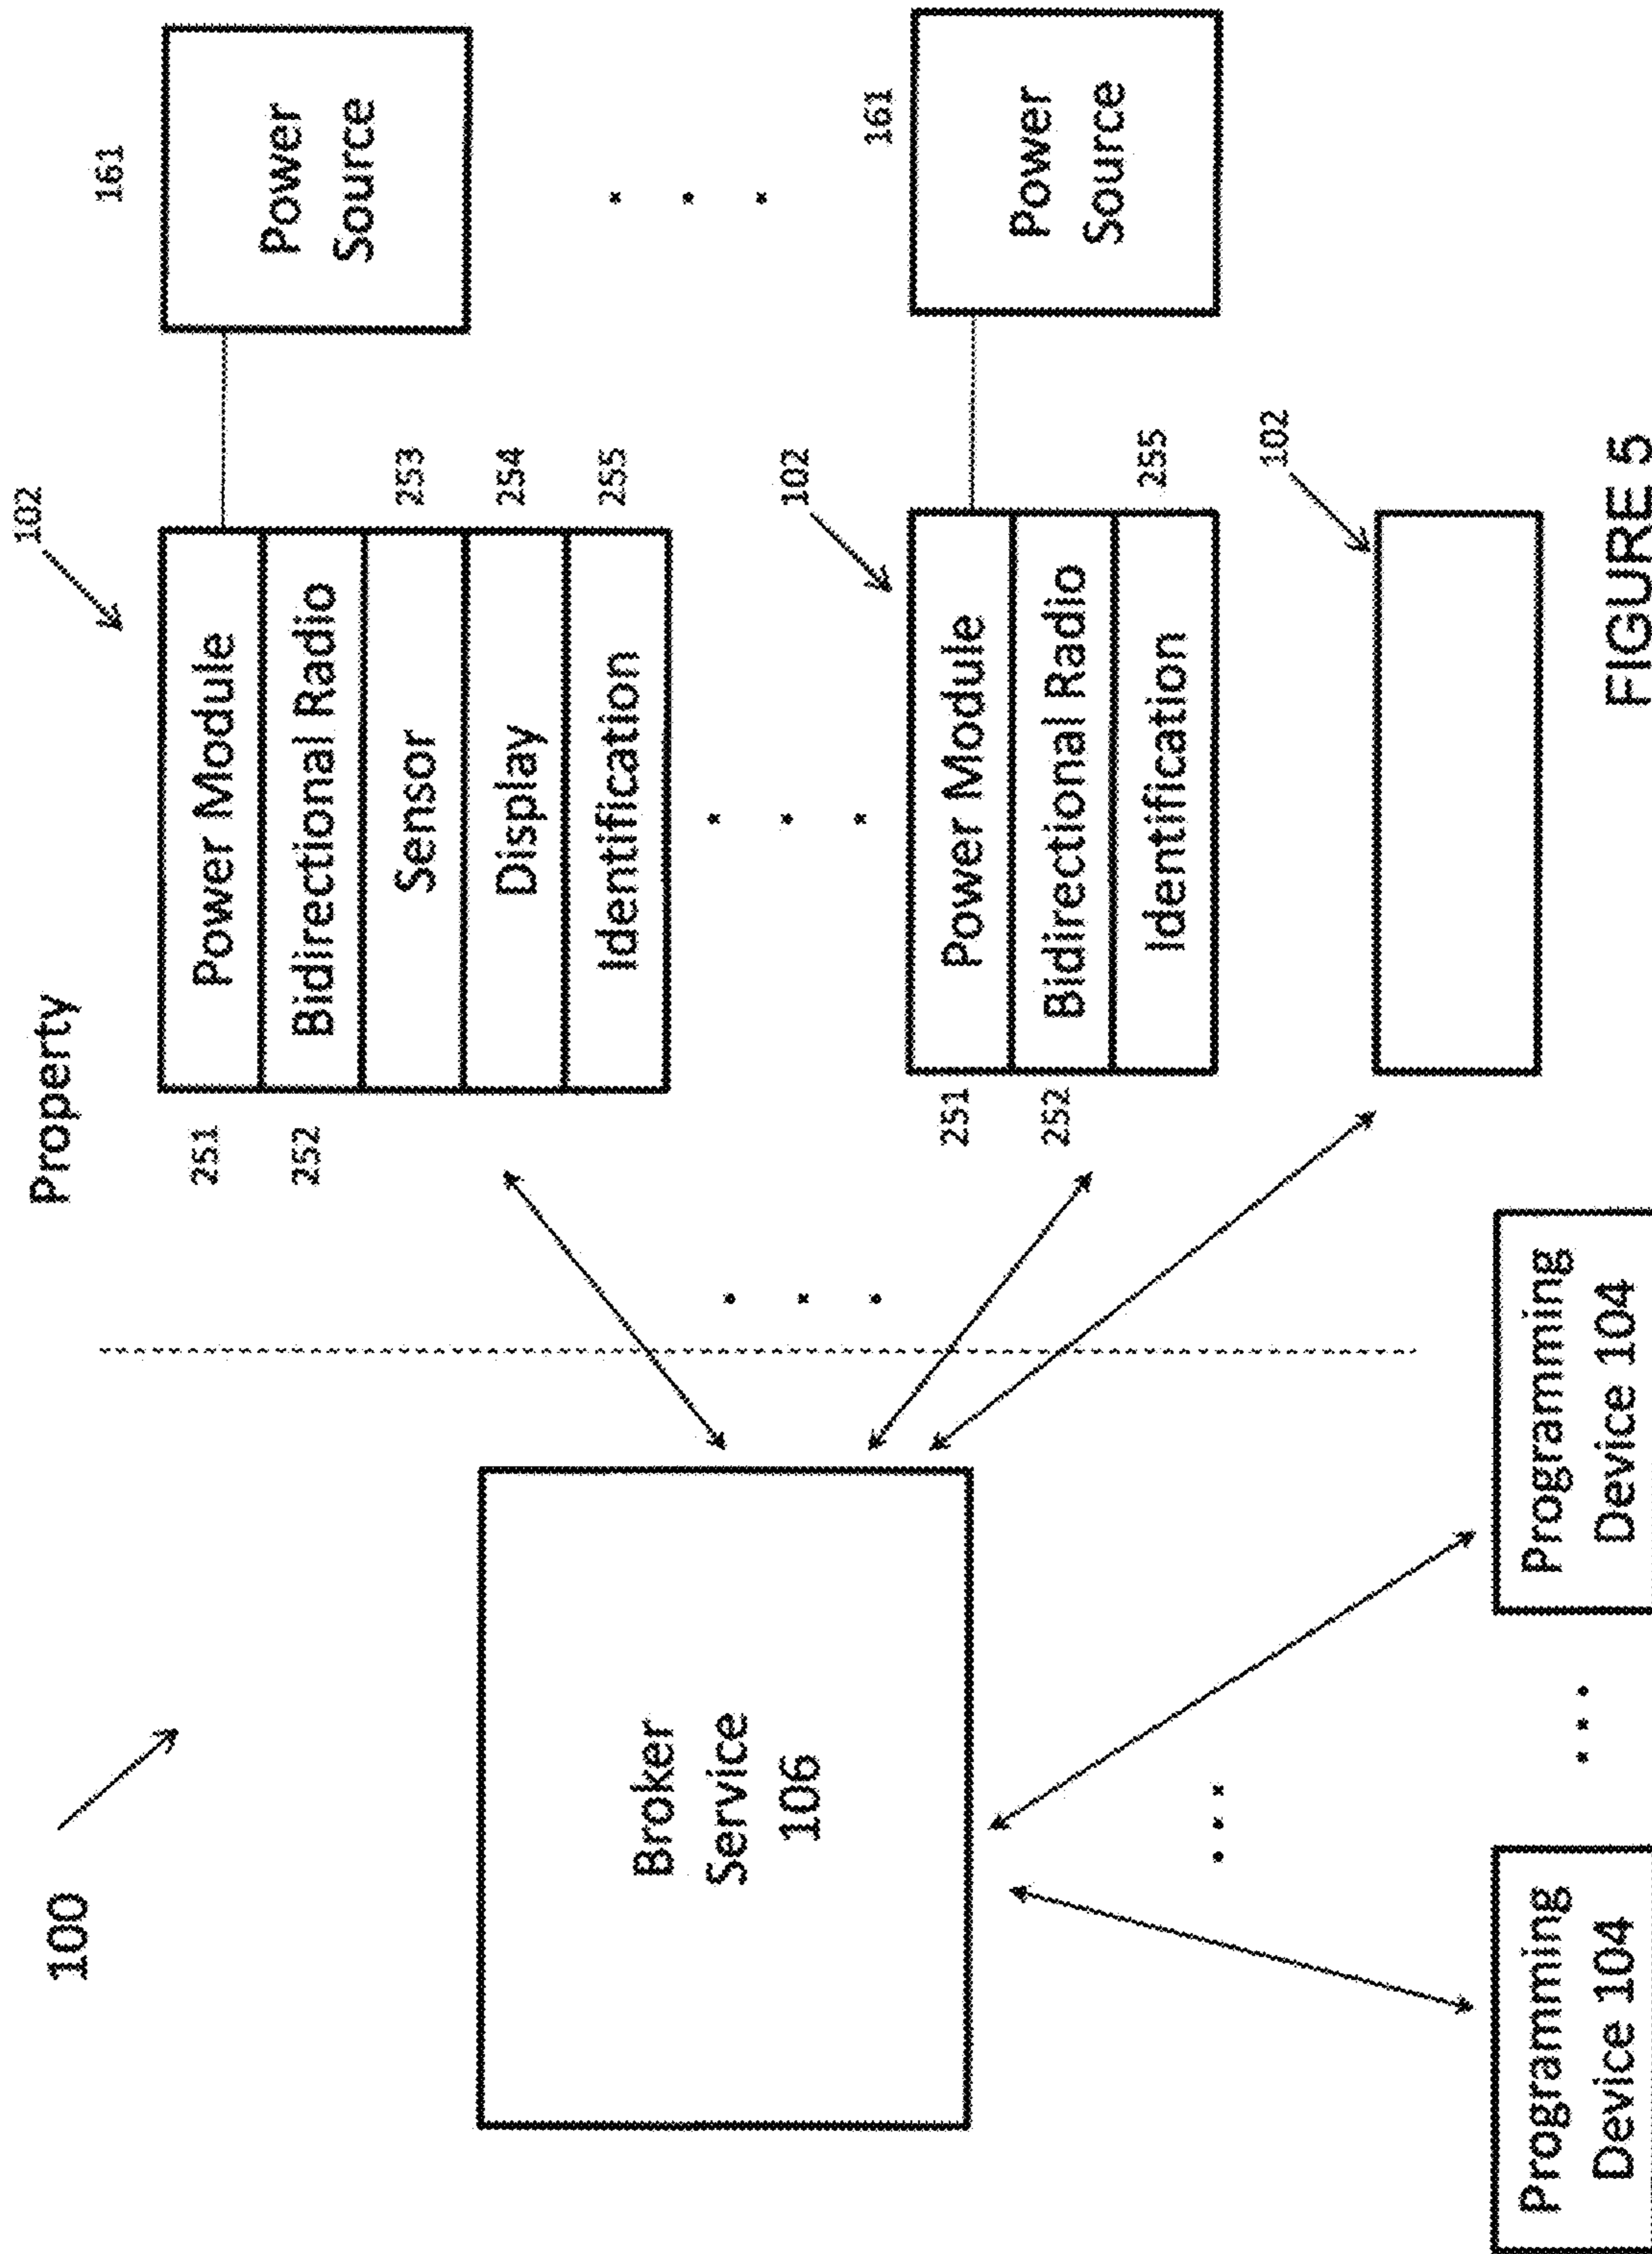 100
Property
102
161
251
Power Module
Power
Source
252
Bidirectional Radio
Sensor
253
Display
254
Identification
255
Broker
Service
106
102
161
251
Power Module
Power
Source
252
Bidirectional Radio
Identification
255
102
Programming
Device 104
Programming
Device 104
FIGURE 5